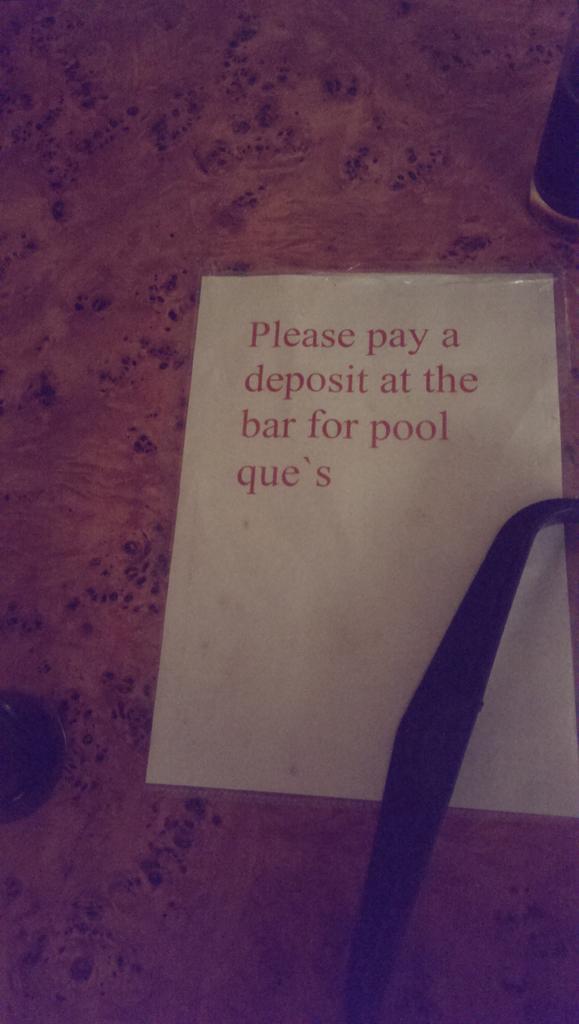 Please pay a
deposit at the
bar for pool
que`s